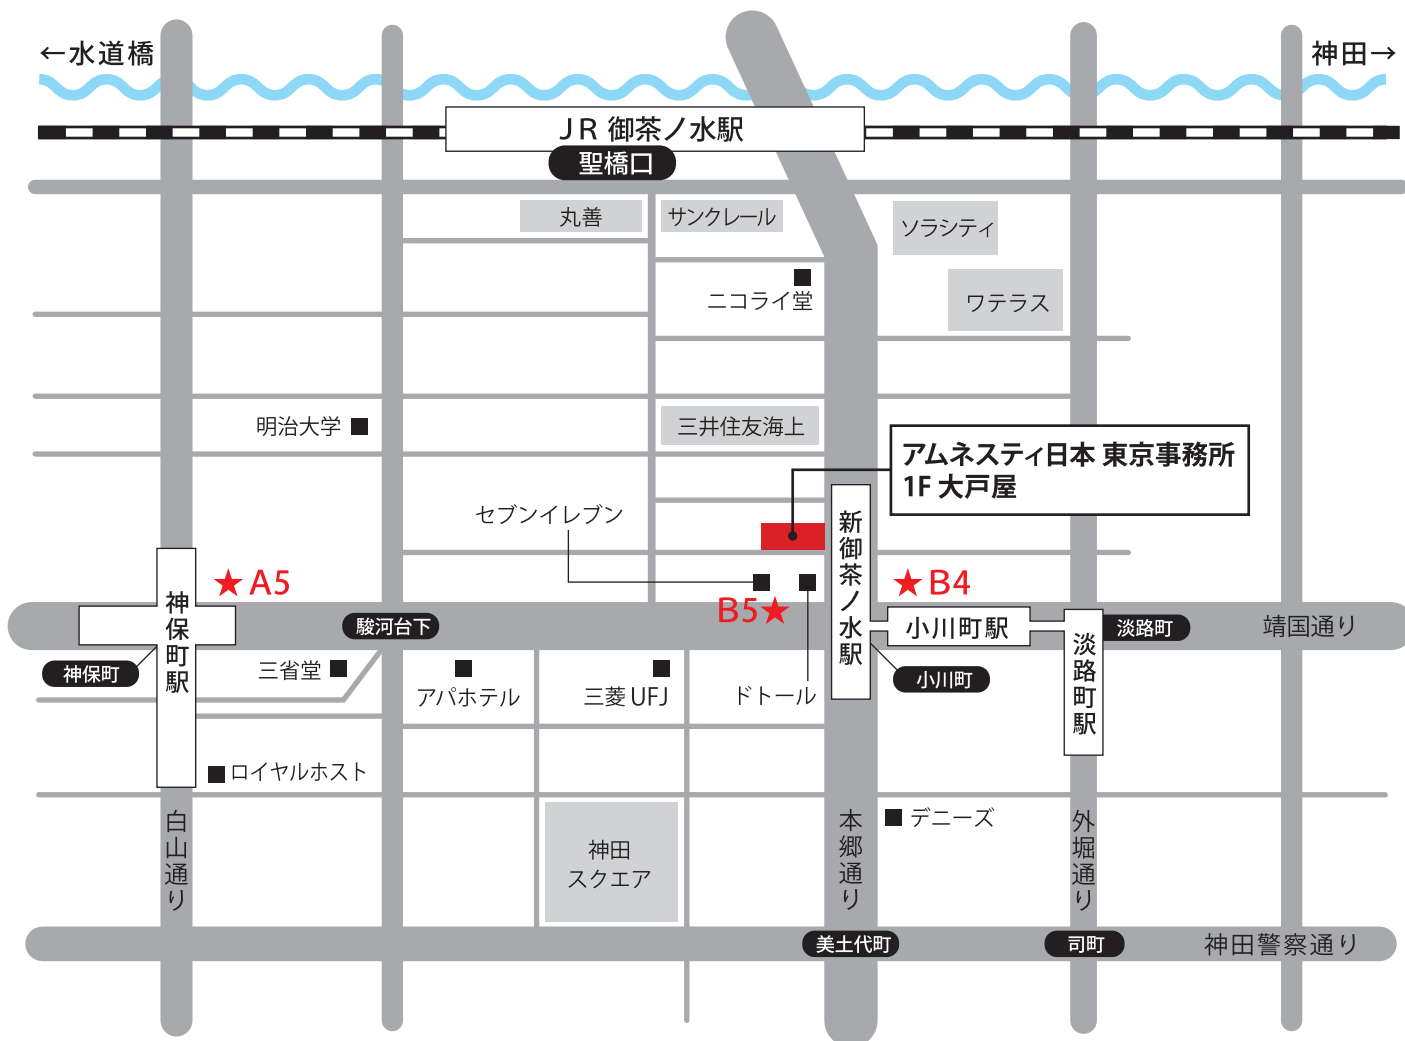 ←水道橋
神田→
JR 御茶ノ水駅
聖橋口
丸善
サンクレール
ソラシティ
ニコライ堂
ワテラス
明治大学
三井住友海上
アムネスティ日本 東京事務所
1F 大戸屋
セブンイレブン
新御茶ノ水駅
★A5
★B4
B5★
神保町駅
駿河台下
小川町駅
淡路町
靖国通り
淡路町駅
神保町
三省堂
アパホテル
三菱 UFJ
ドトール
小川町
ロイヤルホスト
白山通り
神田
スクエア
本郷通り
デニーズ
外堀通り
美土代町
司町
神田警察通り